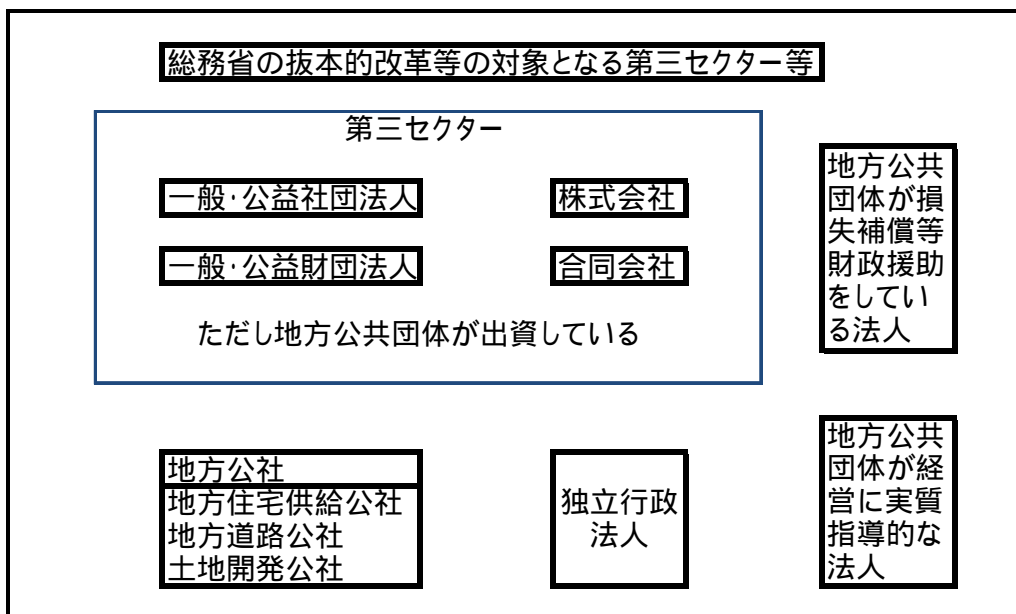 総務省の抜本的改革等の対象となる第三セクター等
第三セクター
一般･公益社団法人
株式会社
一般･公益財団法人
合同会社
ただし地方公共団体が出資している
地方公共
団体が損
失補償等
財政援助
をしてい
る法人
地方公社
地方住宅供給公社
地方道路公社
土地開発公社
独立行政
法人
地方公共
団体が経
営に実質
指導的な
法人